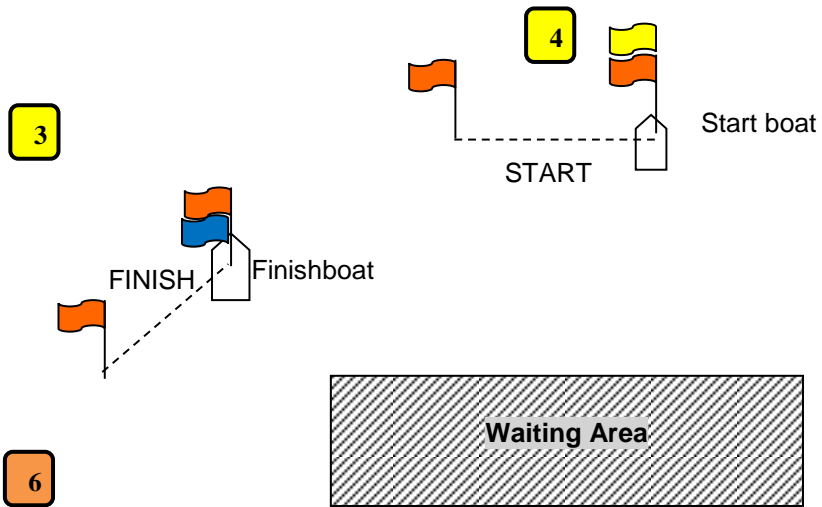 4
Start boat
3
START
FINISH
Finishboat
Waiting Area
6